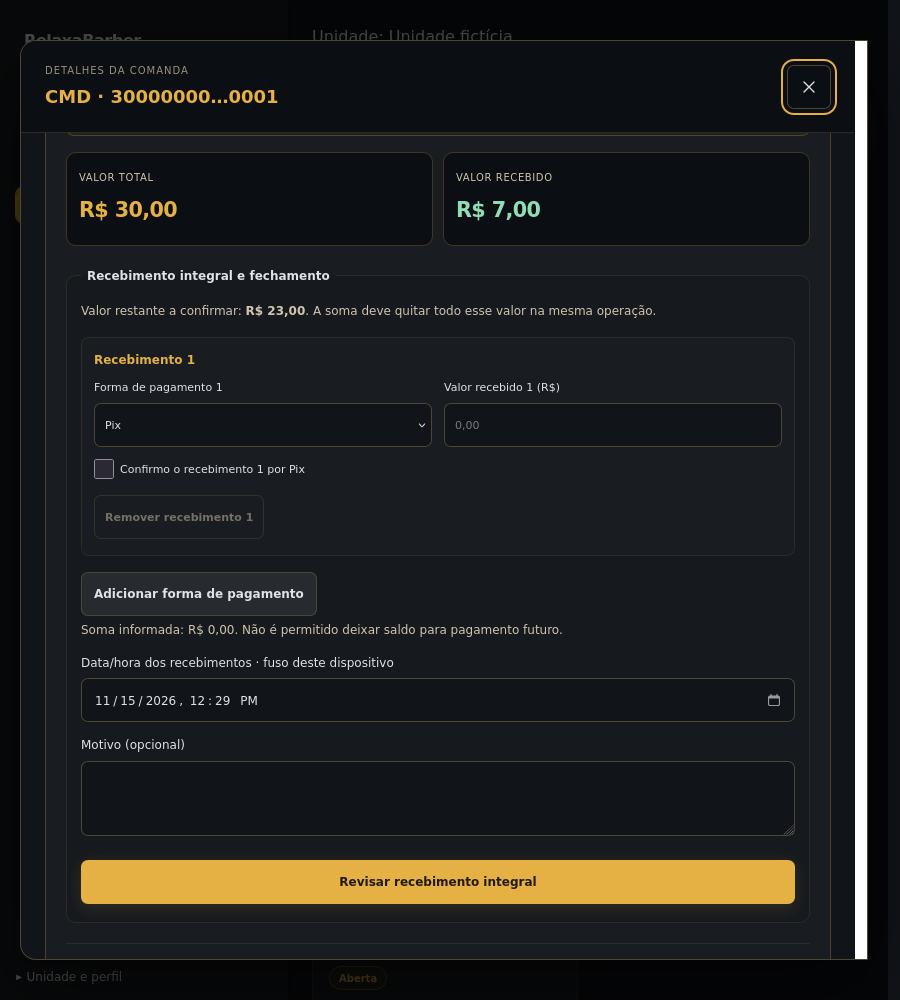 RelaxaBarber
Unidade: Unidade fictícia
DETALHES DA COMANDA
CMD · 30000000…0001
VALOR TOTAL
R$ 30,00
VALOR RECEBIDO
R$ 7,00
Recebimento integral e fechamento
Valor restante a confirmar: R$ 23,00. A soma deve quitar todo esse valor na mesma operação.
Recebimento 1
Forma de pagamento 1
Valor recebido 1 (R$)
Pix
0,00
Confirmo o recebimento 1 por Pix
Remover recebimento 1
Adicionar forma de pagamento
Soma informada: R$ 0,00. Não é permitido deixar saldo para pagamento futuro.
Data/hora dos recebimentos · fuso deste dispositivo
11/15/2026, 12:29 PM
Motivo (opcional)
Revisar recebimento integral
▸ Unidade e perfil
Aberta